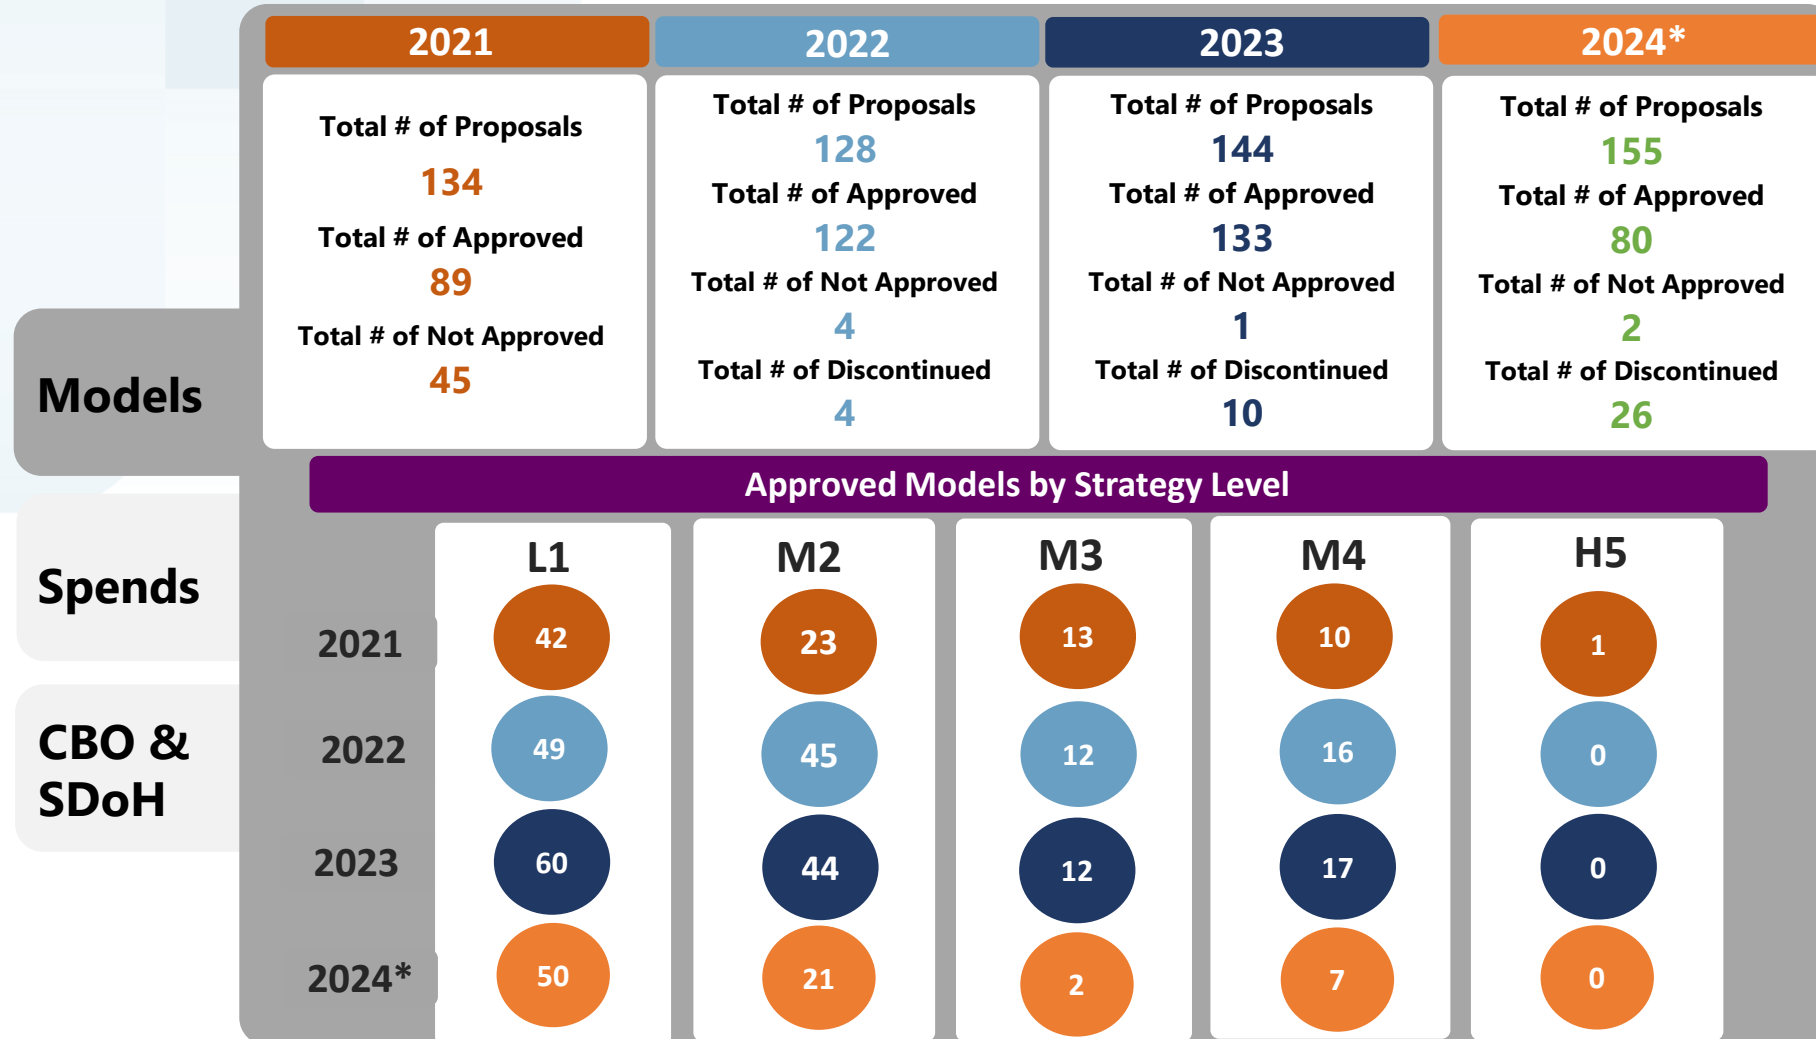 2021
2022
2023
2024*
Total # of Proposals
134
Total # of Approved
89
Total # of Not Approved
45
Total # of Proposals
128
Total # of Approved
122
Total # of Not Approved
4
Total # of Discontinued
4
Total # of Proposals
144
Total # of Approved
133
Total # of Not Approved
1
Total # of Discontinued
10
Total # of Proposals
155
Total # of Approved
80
Total # of Not Approved
2
Total # of Discontinued
26
Models
Spends
CBO &
SDoH
Approved Models by Strategy Level
L1 M2 M3 M4 H5
2021 42 23 13 10 1
2022 49 45 12 16 0
2023 60 44 12 17 0
2024* 50 21 2 7 0